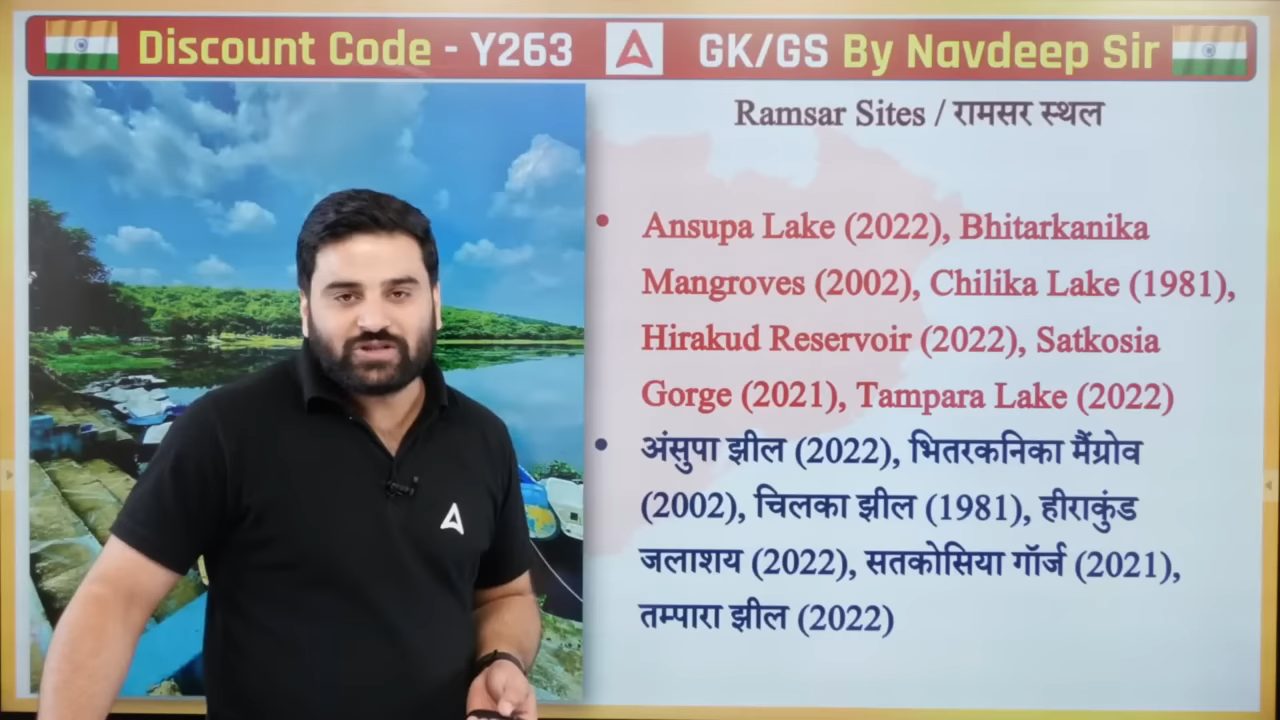 Discount Code - Y263 GK/GS By Navdeep Sir
Ramsar Sites / रामसर स्थल
Ansupa Lake (2022), Bhitarkanika
Mangroves (2002), Chilika Lake (1981),
Hirakud Reservoir (2022), Satkosia
Gorge (2021), Tampara Lake (2022)
अंसुपा झील (2022), भितरकनिका मैंग्रोव
(2002), चिलका झील (1981), हीराकुंड
जलाशय (2022), सतकोसिया गॉर्ज (2021),
तम्पारा झील (2022)